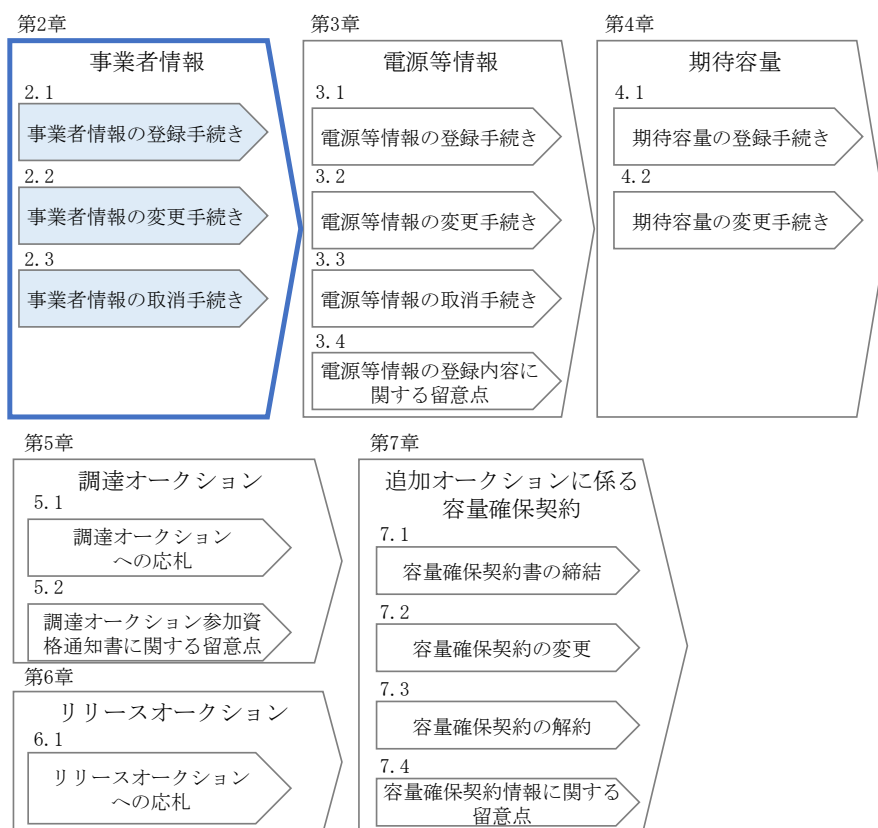 第2章
事業者情報
2.1
事業者情報の登録手続き
2.2
事業者情報の変更手続き
2.3
事業者情報の取消手続き
第3章
電源等情報
3.1
電源等情報の登録手続き
3.2
電源等情報の変更手続き
3.3
電源等情報の取消手続き
3.4
電源等情報の登録内容に
関する留意点
第4章
期待容量
4.1
期待容量の登録手続き
4.2
期待容量の変更手続き
第5章
調達オークション
5.1
調達オークション
への応札
5.2
調達オークション参加資
格通知書に関する留意点
第6章
リリースオークション
6.1
リリースオークション
への応札
第7章
追加オークションに係る
容量確保契約
7.1
容量確保契約書の締結
7.2
容量確保契約の変更
7.3
容量確保契約の解約
7.4
容量確保契約情報に関する
留意点